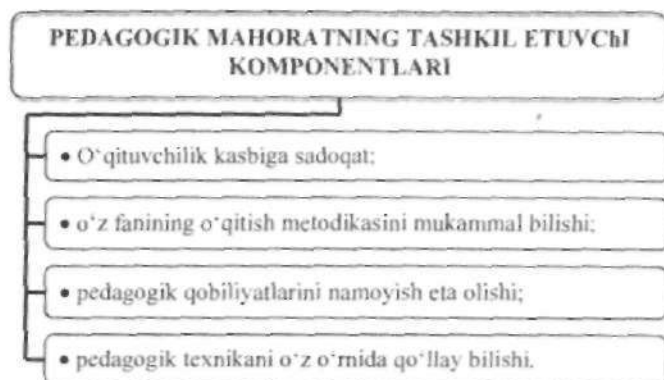 PEDAGOGIK MAHORATNING TASHKIL ETUVChI
KOMPONENTLARI
• O‘qituvchilik kasbiga sadoqat;
• o‘z fanining o‘qitish metodikasini mukammal bilishi;
• pedagogik qobiliyatlarini namoyish eta olishi;
• pedagogik texnikani o‘z o‘rnida qo‘llay bilishi.